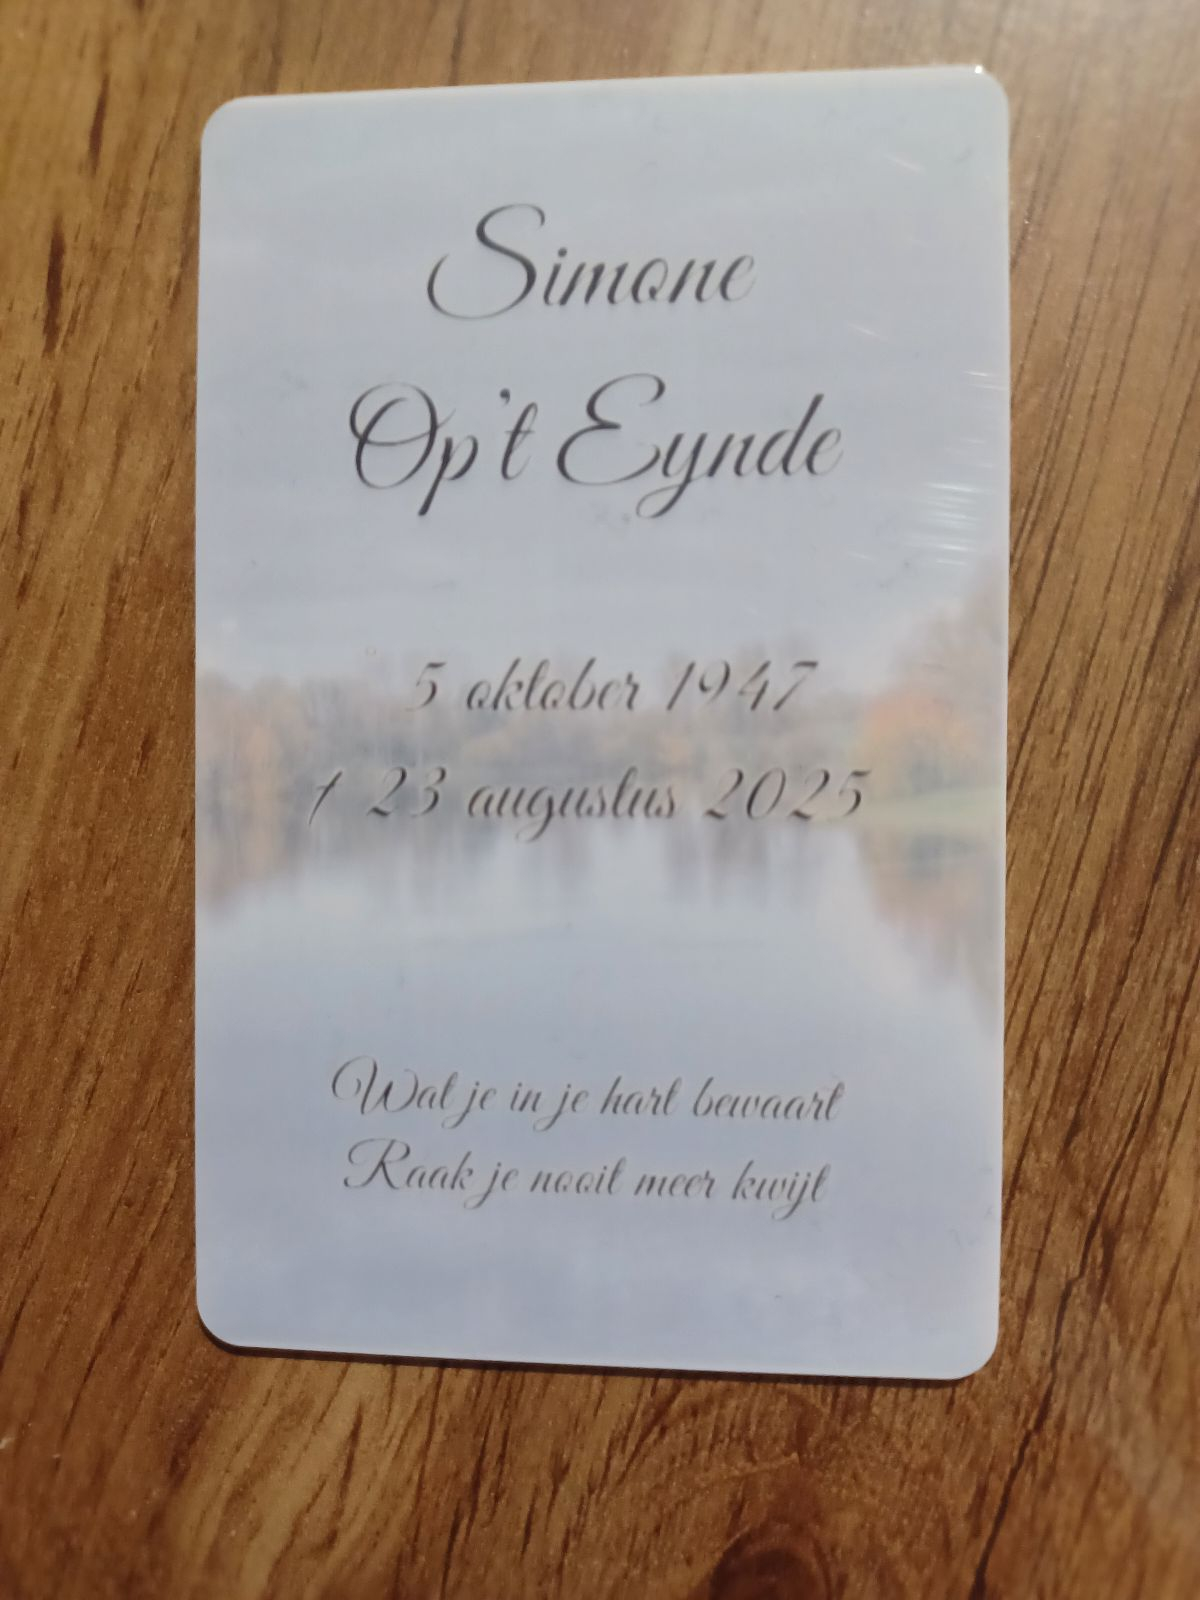 Simone
Op't Eynde
5 oktober 1947
† 23 augustus 2025
Wat je in je hart bewaart
Raak je nooit meer kwijt